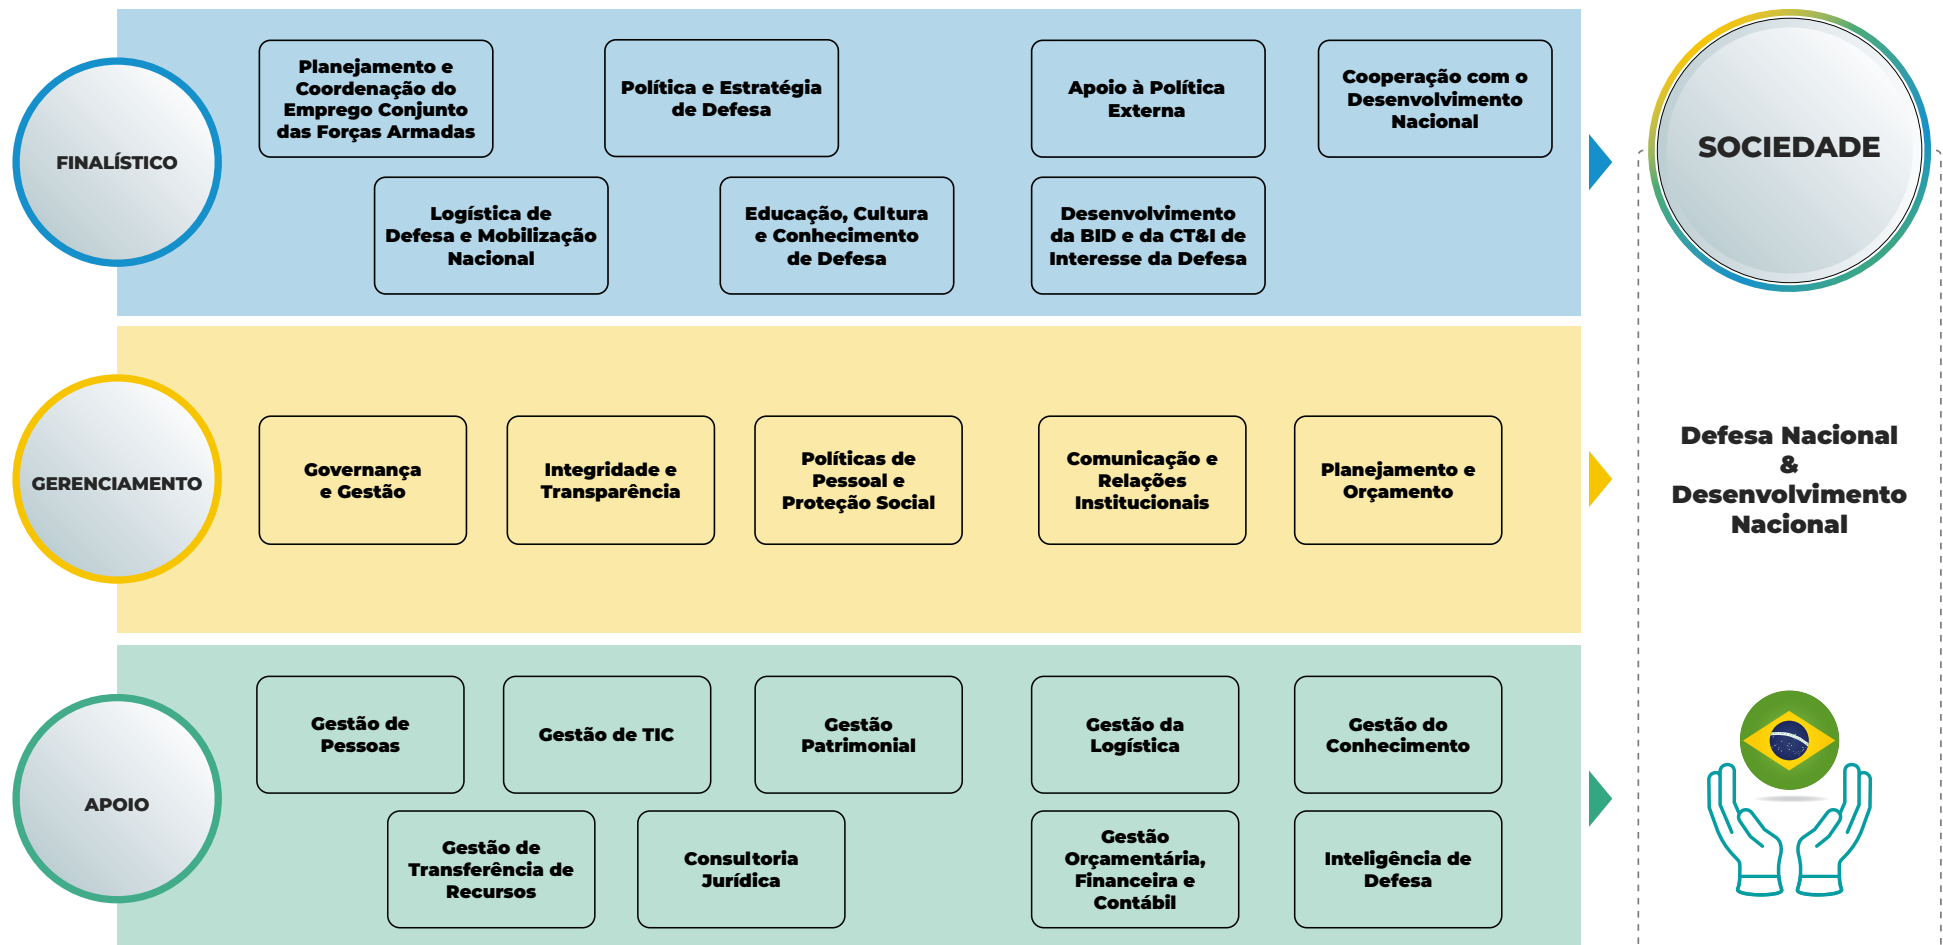 FINALÍSTICO
Planejamento e
Coordenação do
Emprego Conjunto
das Forças Armadas
Política e Estratégia
de Defesa
Apoio à Política
Externa
Cooperação com o
Desenvolvimento
Nacional
Logística de
Defesa e Mobilização
Nacional
Educação, Cultura
e Conhecimento
de Defesa
Desenvolvimento
da BID e da CT&I de
Interesse da Defesa
SOCIEDADE
GERENCIAMENTO
Governança
e Gestão
Integridade e
Transparência
Políticas de
Pessoal e
Proteção Social
Comunicação e
Relações
Institucionais
Planejamento e
Orçamento
Defesa Nacional
&
Desenvolvimento
Nacional
APOIO
Gestão de
Pessoas
Gestão de TIC
Gestão
Patrimonial
Gestão da
Logística
Gestão do
Conhecimento
Gestão de
Transferência de
Recursos
Consultoria
Jurídica
Gestão
Orçamentária,
Financeira e
Contábil
Inteligência de
Defesa